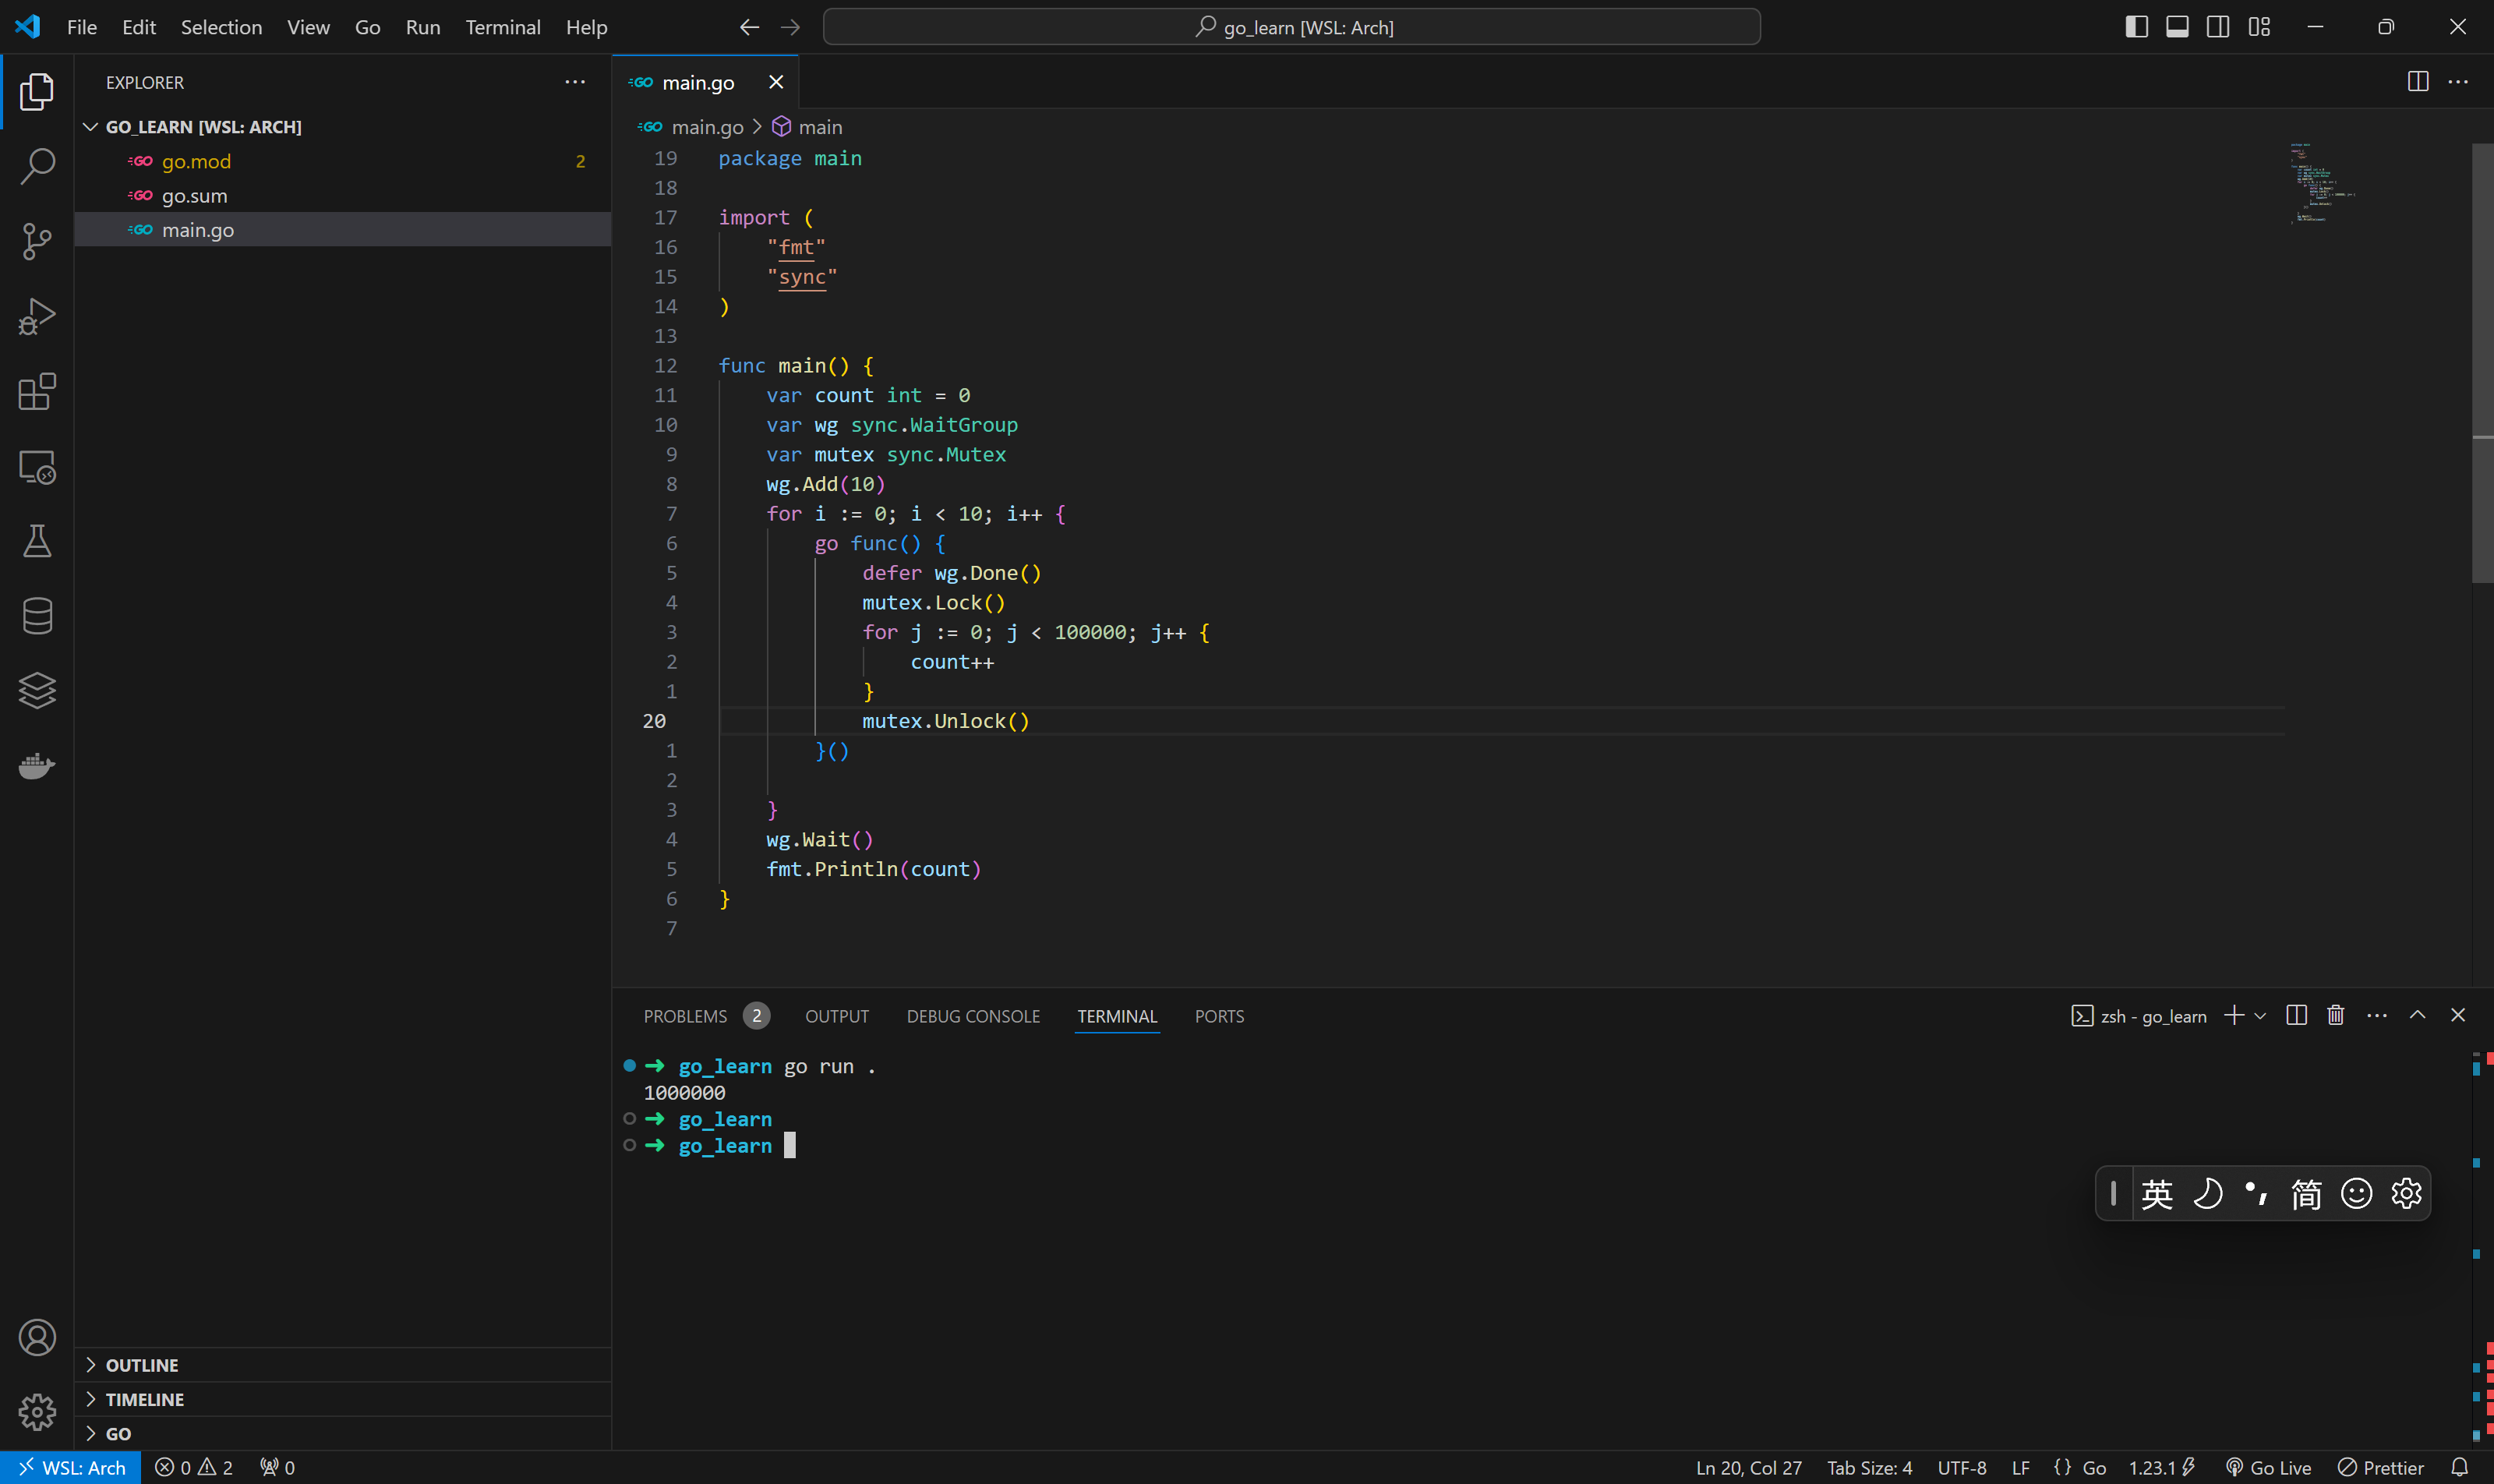 File Edit Selection View Go Run Terminal Help
go_learn [WSL: Arch]
EXPLORER
GO_LEARN [WSL: ARCH]
go.mod 2
go.sum
main.go
OUTLINE
TIMELINE
GO
main.go
main.go > main
19 package main
18
17 import (
16 "fmt"
15 "sync"
14 )
13
12 func main() {
11 var count int = 0
10 var wg sync.WaitGroup
9 var mutex sync.Mutex
8 wg.Add(10)
7 for i := 0; i < 10; i++ {
6 go func() {
5 defer wg.Done()
4 mutex.Lock()
3 for j := 0; j < 100000; j++ {
2 count++
1 }
20 mutex.Unlock()
1 }()
2
3 }
4 wg.Wait()
5 fmt.Println(count)
6 }
7
PROBLEMS 2 OUTPUT DEBUG CONSOLE TERMINAL PORTS
zsh - go_learn
➜ go_learn go run .
1000000
➜ go_learn
➜ go_learn
英 简
WSL: Arch 0 2 0 Ln 20, Col 27 Tab Size: 4 UTF-8 LF {} Go 1.23.1 Go Live Prettier